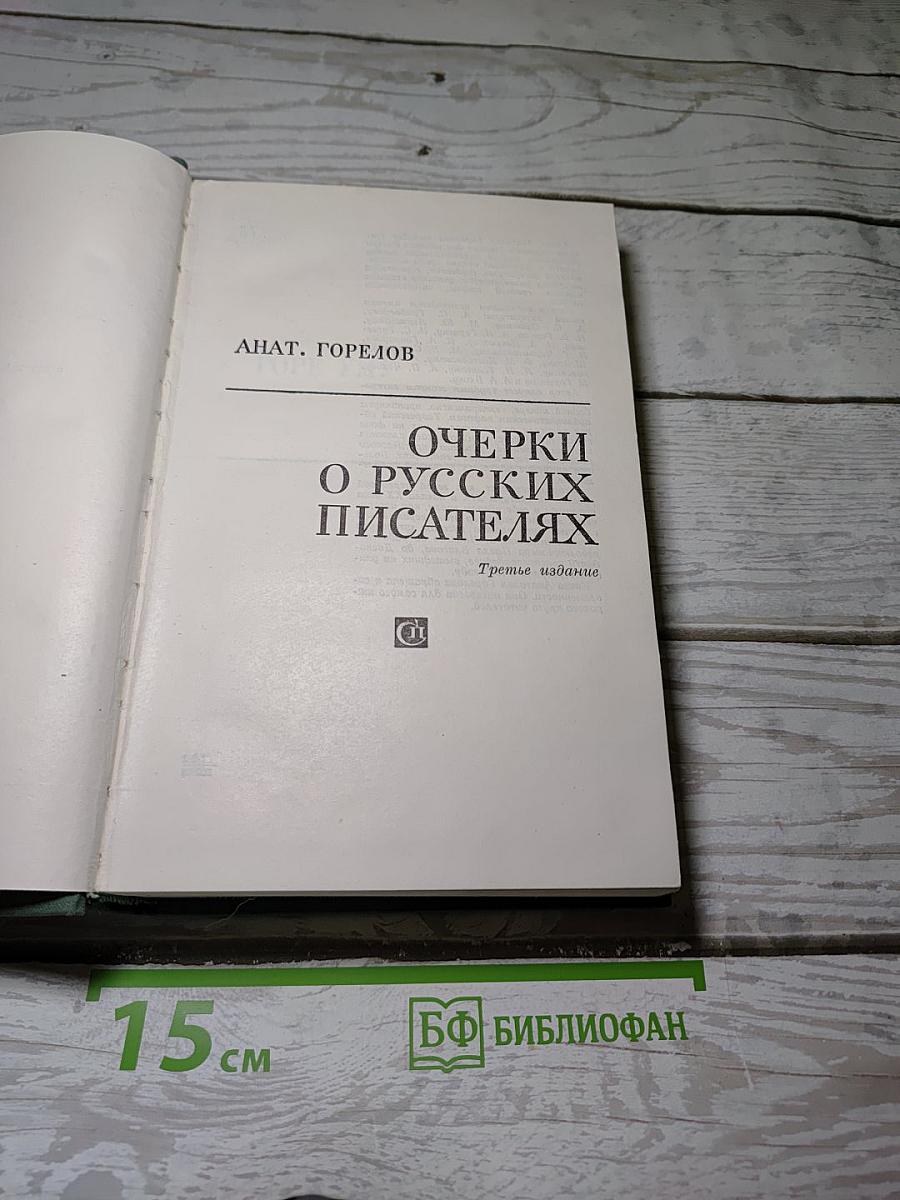 АНАТ. ГОРЕЛОВ
ОЧЕРКИ
О РУССКИХ
ПИСАТЕЛЯХ
Третье издание
СП
15 см
БФ БИБЛИОФАН